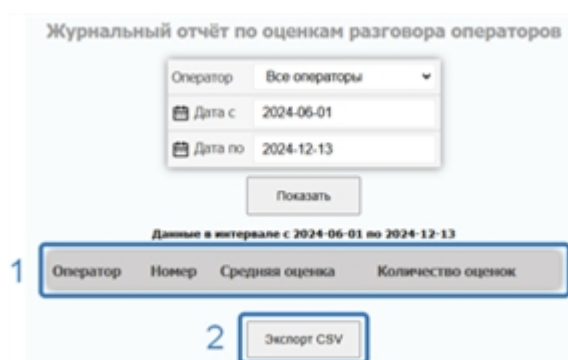 Журнальный отчёт по оценкам разговора операторов
Оператор Все операторы
Дата с 2024-06-01
Дата по 2024-12-13
Показать
Данные в интервале с 2024-06-01 по 2024-12-13
1 Оператор Номер Средняя оценка Количество оценок
2 Экспорт CSV